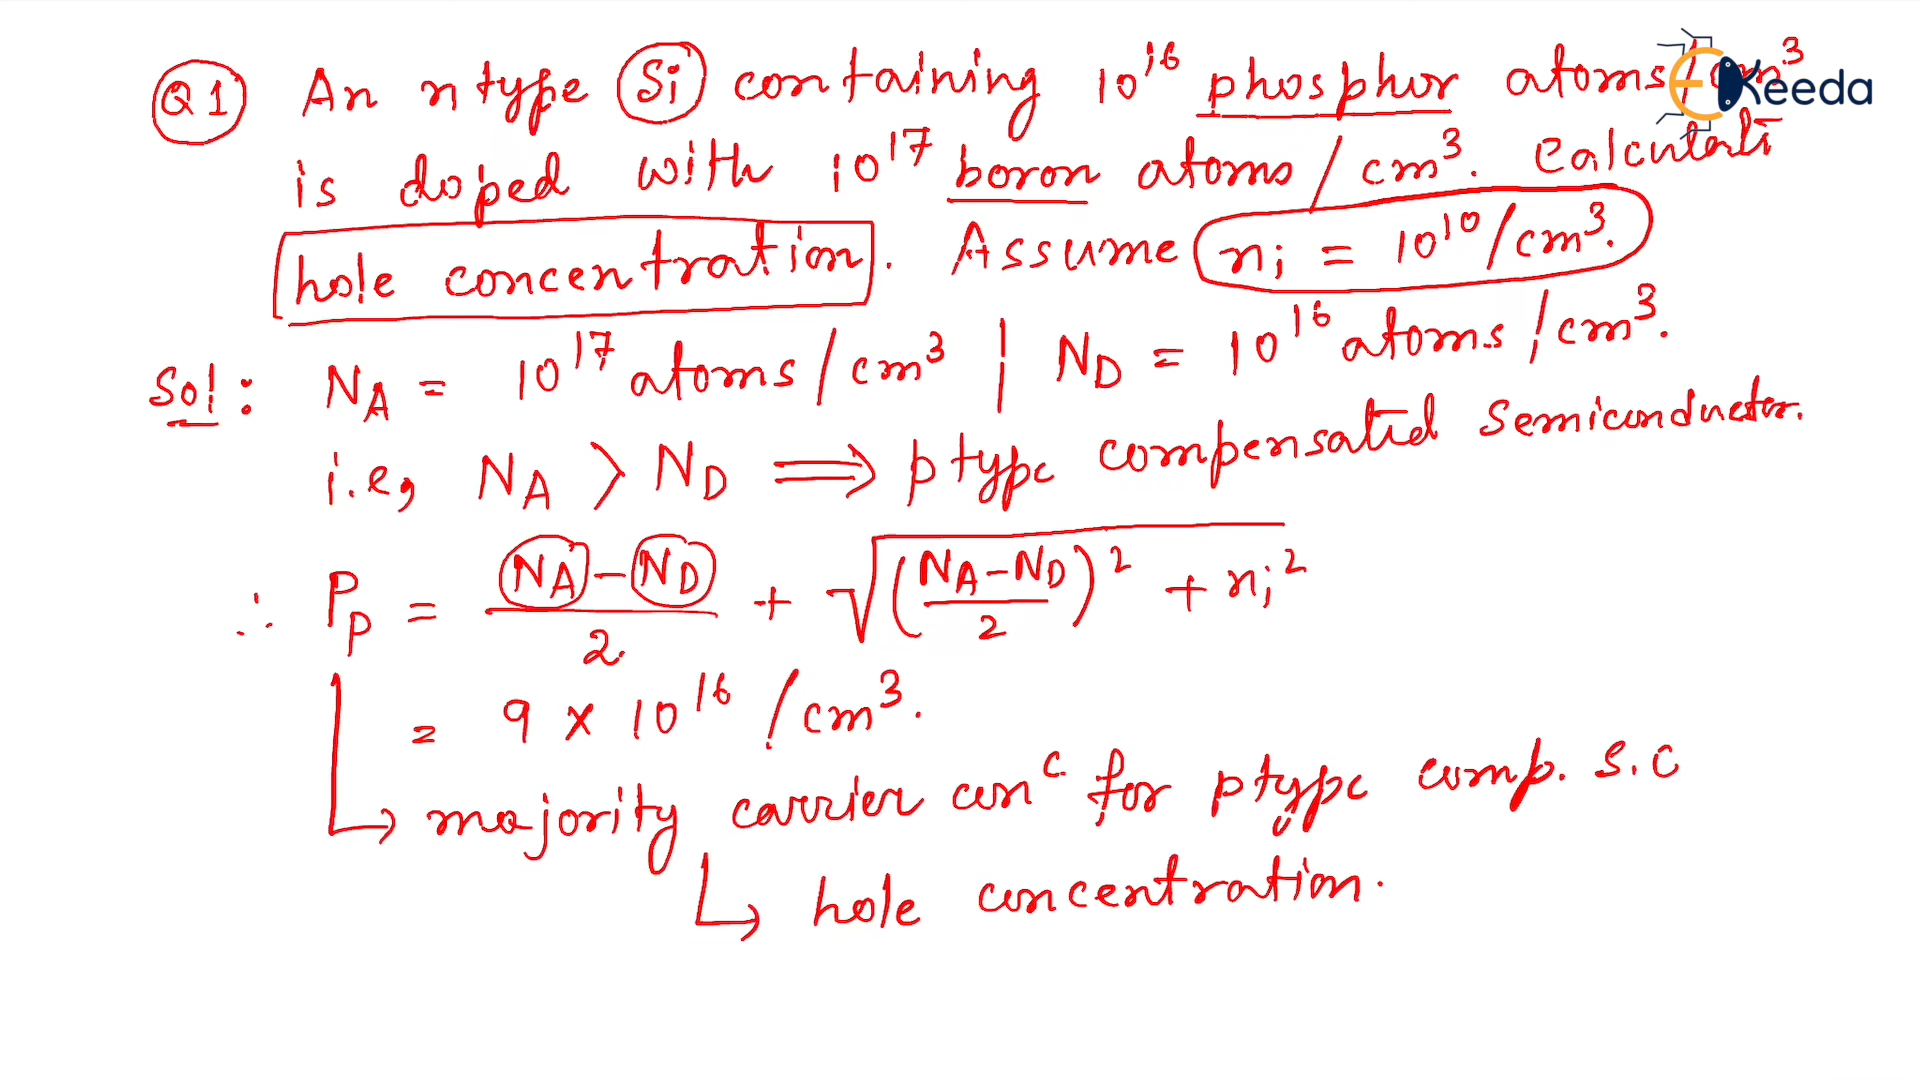 Q1 An n type Si containing 10^16 phosphor atoms/cm^3
Keeda
is doped with 10^17 boron atoms / cm^3. Calculate
hole concentration. Assume ni = 10^10/cm^3.
Sol: NA = 10^17 atoms/cm^3 | ND = 10^16 atoms/cm^3.
i.e, NA > ND ⟹ p type compensated semiconductor.
∴ Pp = (NA-ND)/2 + √(((NA-ND)/2)^2 + ni^2)
= 9 × 10^16 /cm^3.
↳ majority carrier con^c. for p type comp. S.C
↳ hole concentration.